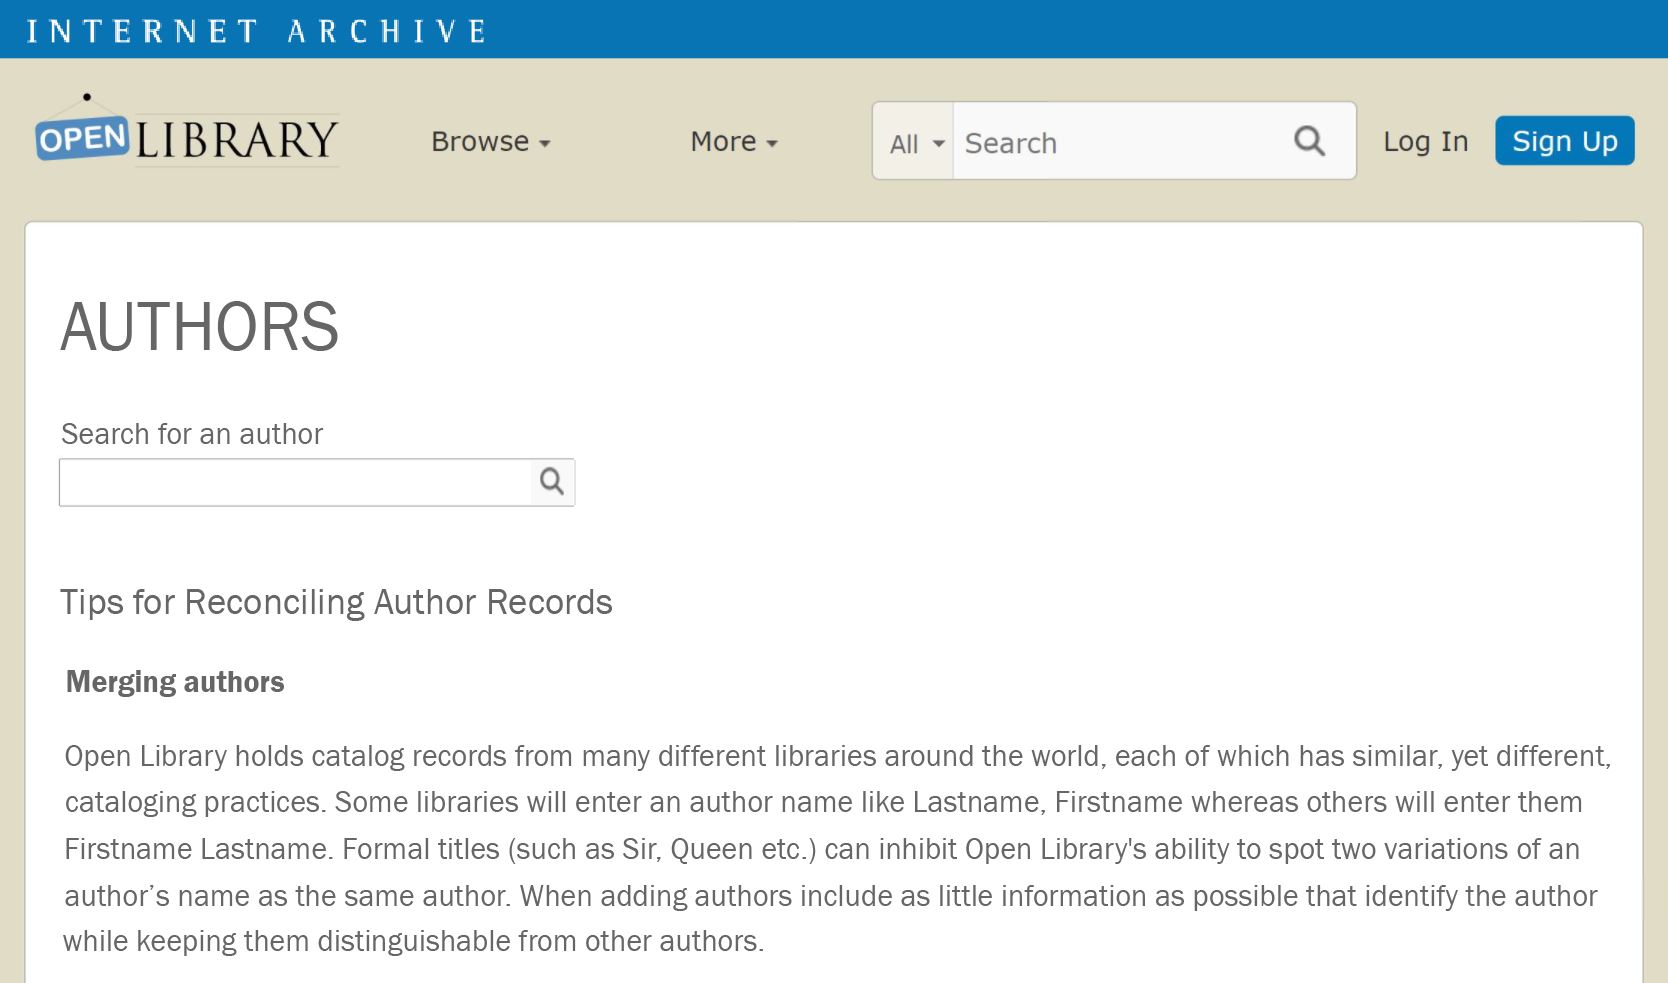 INTERNET ARCHIVE
OPEN LIBRARY
Browse
More
All
Search
Log In
Sign Up
AUTHORS
Search for an author
Tips for Reconciling Author Records
Merging authors
Open Library holds catalog records from many different libraries around the world, each of which has similar, yet different,
cataloging practices. Some libraries will enter an author name like Lastname, Firstname whereas others will enter them
Firstname Lastname. Formal titles (such as Sir, Queen etc.) can inhibit Open Library's ability to spot two variations of an
author’s name as the same author. When adding authors include as little information as possible that identify the author
while keeping them distinguishable from other authors.